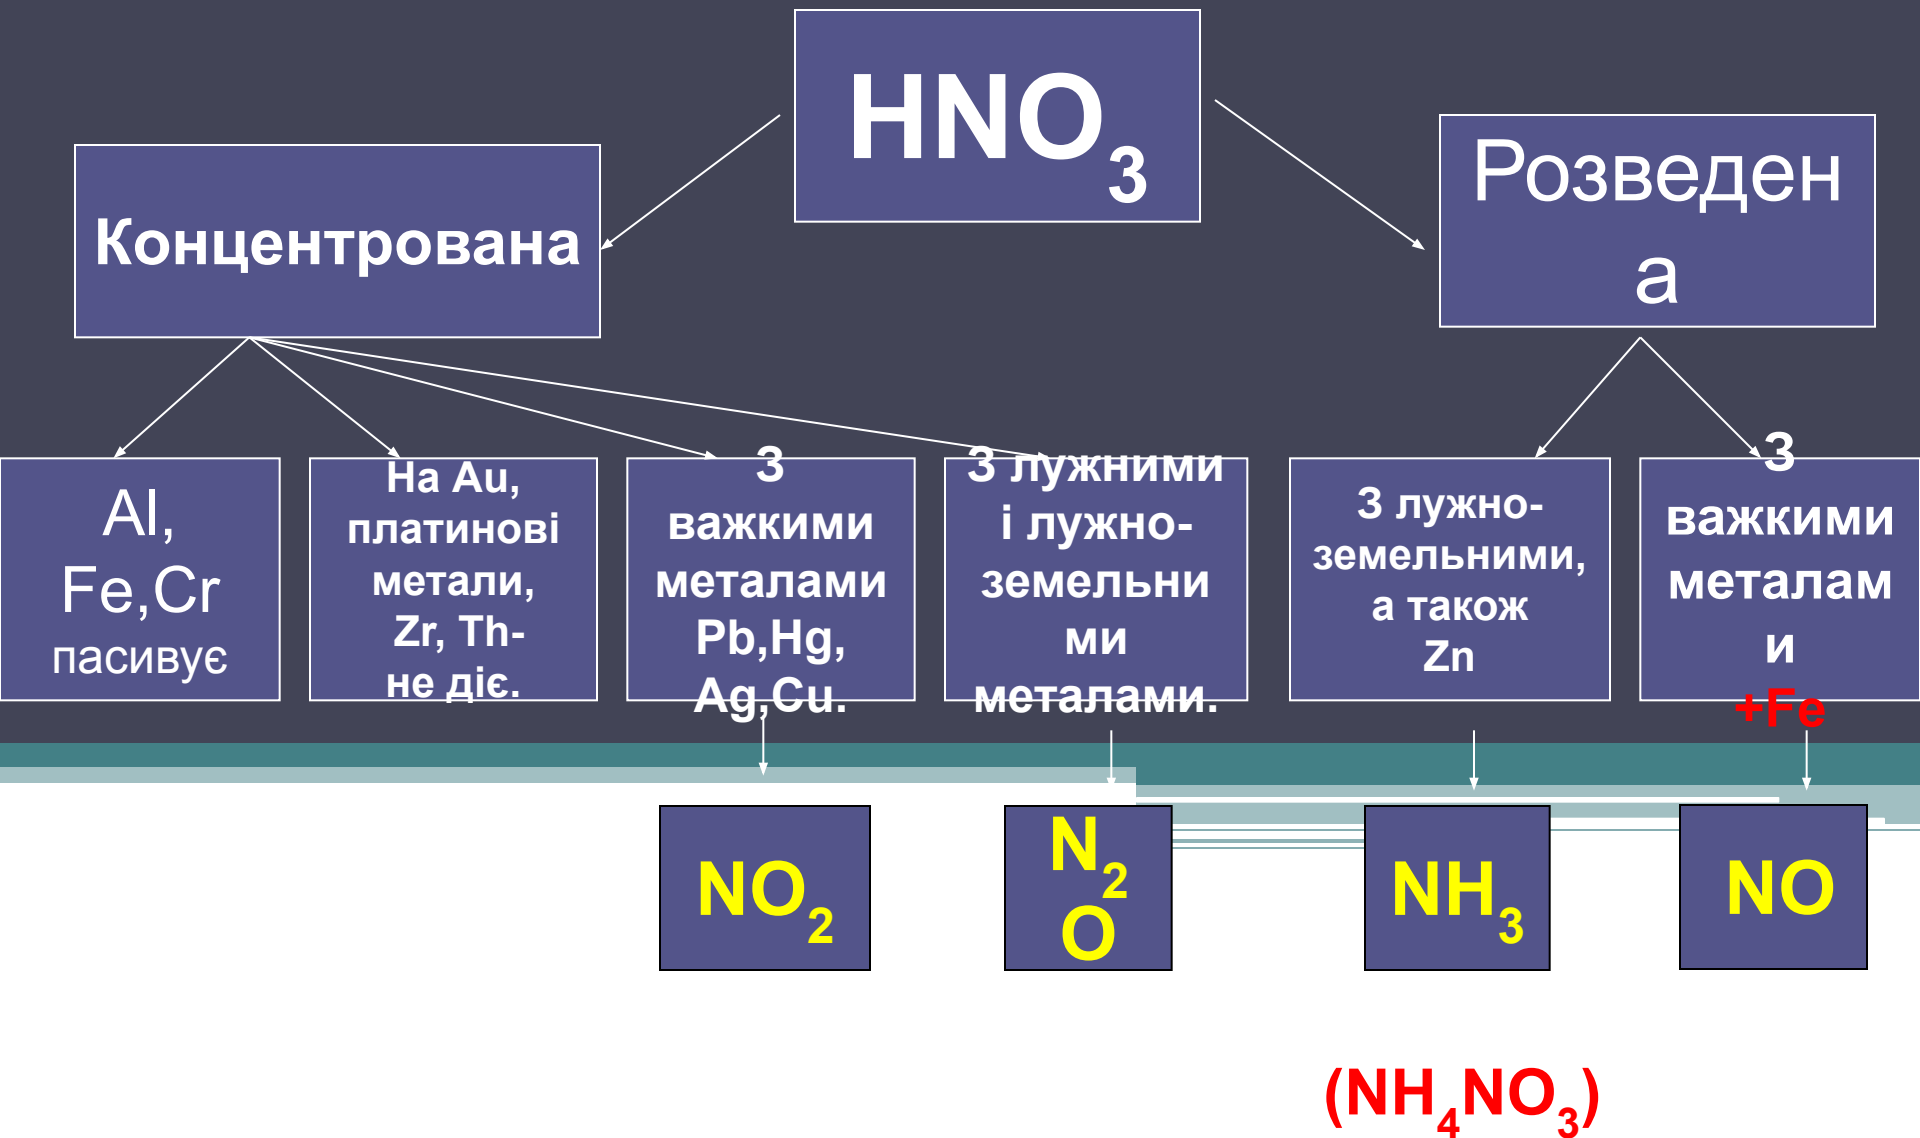 HNO3
Концентрована
Розведен
а
Al,
Fe,Cr
пасивує
На Au,
платинові
метали,
Zr, Th-
не діє.
З
важкими
металами
Pb,Hg,
Ag,Cu.
З лужними
і лужно-
земельни
ми
металами.
З лужно-
земельними,
а також
Zn
З
важкими
металам
и
+Fe
NO2
N2
O
NH3
NO
(NH4NO3)